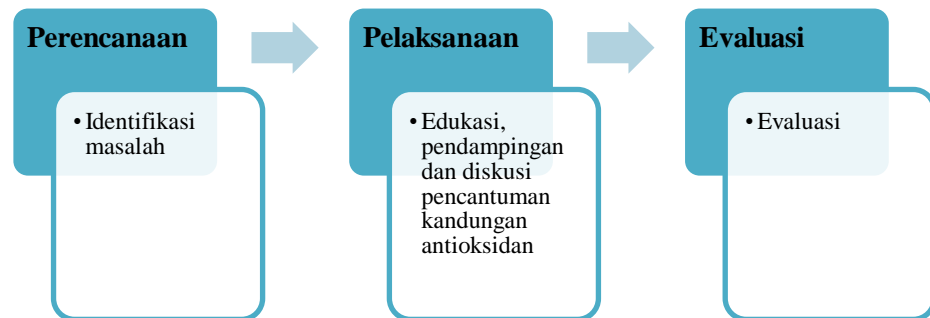 Perencanaan
• Identifikasi
masalah
Pelaksanaan
• Edukasi,
pendampingan
dan diskusi
pencantuman
kandungan
antioksidan
Evaluasi
• Evaluasi